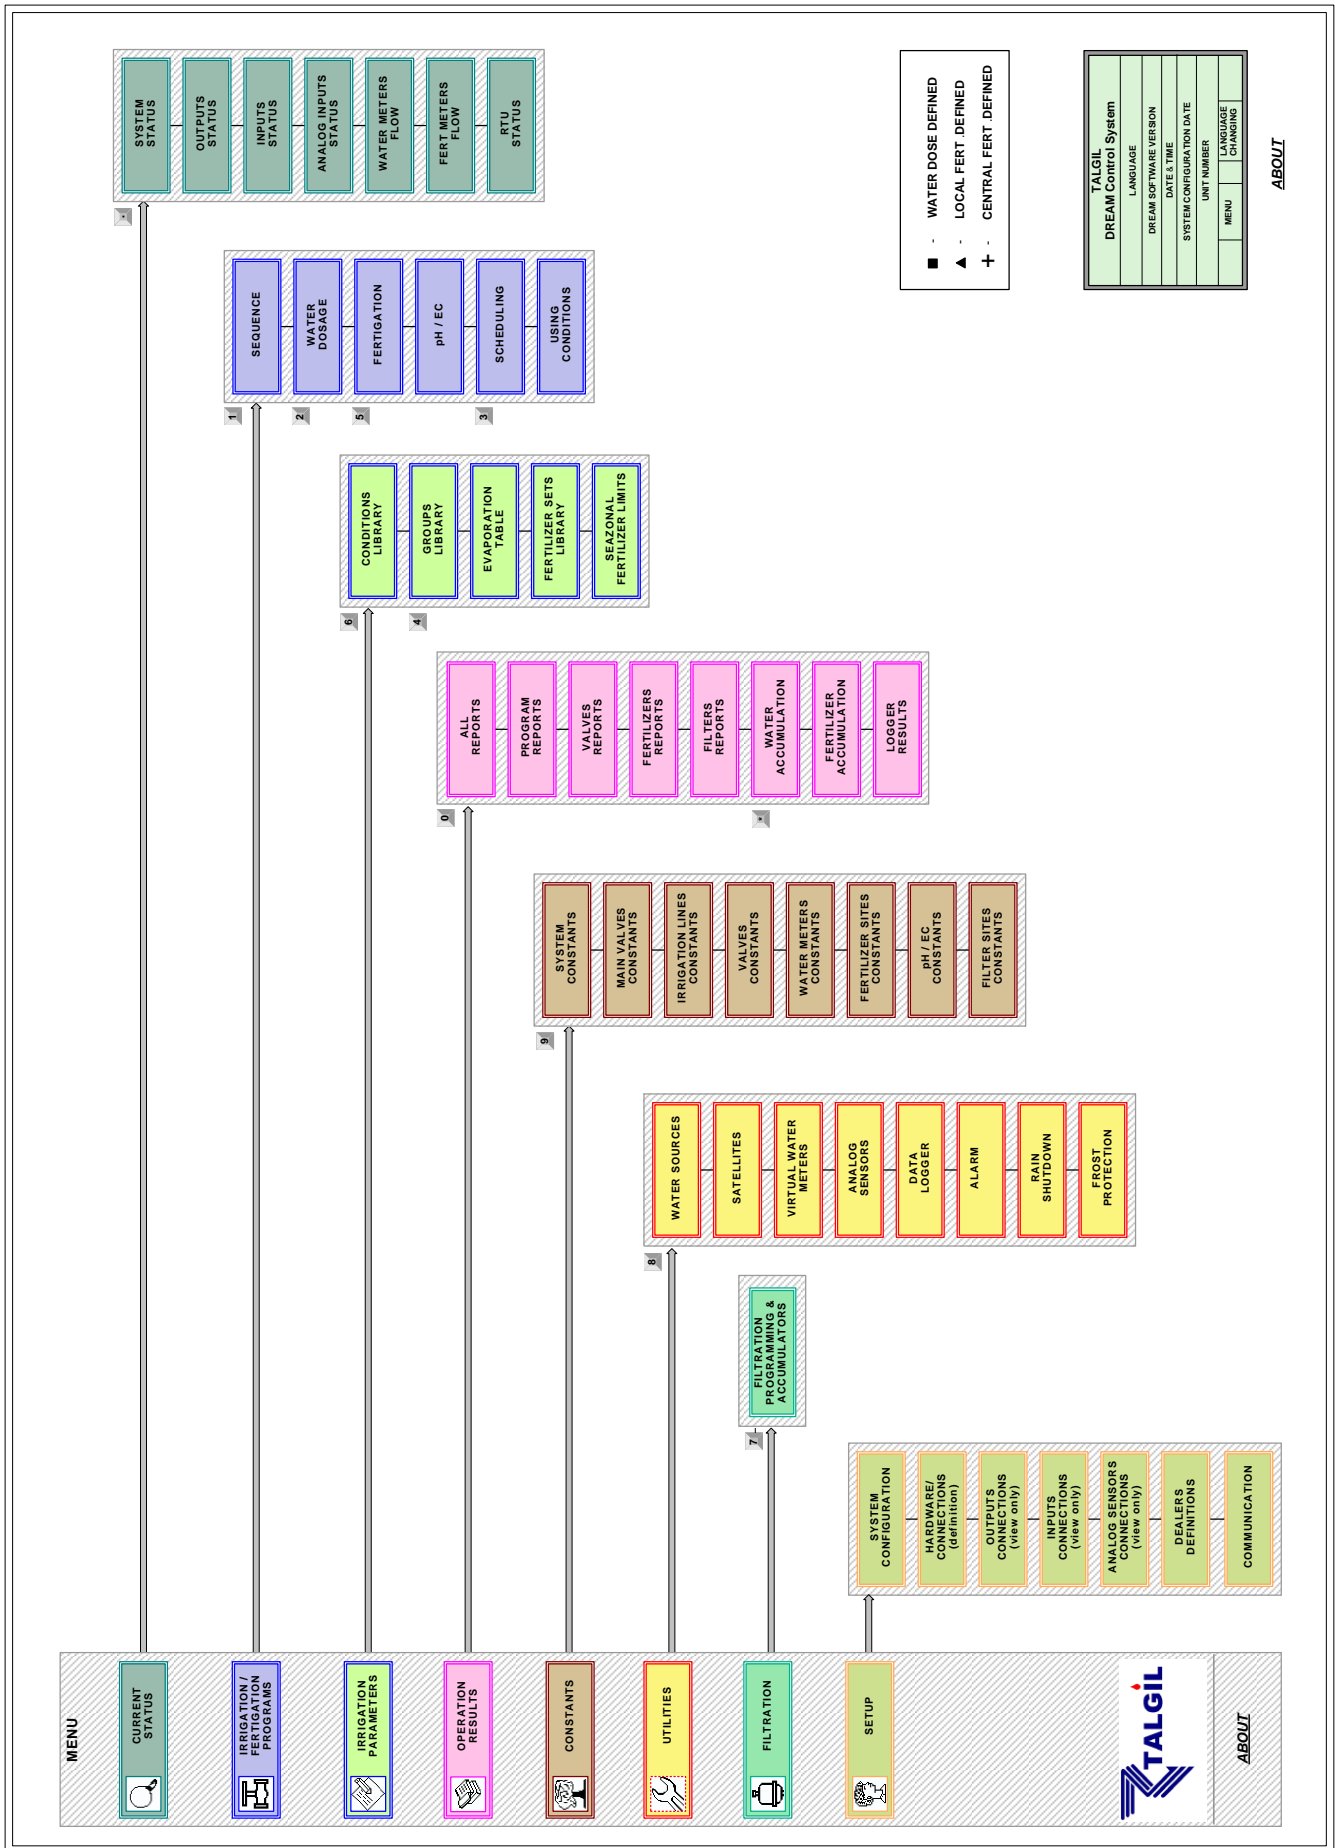 MENU
CURRENT
STATUS
IRRIGATION /
FERTIGATION
PROGRAMS
IRRIGATION
PARAMETERS
OPERATION
RESULTS
CONSTANTS
UTILITIES
FILTRATION
SETUP
TALGIL
ABOUT
SYSTEM
CONFIGURATION
HARDWARE/
CONNECTIONS
(definition)
OUTPUTS
CONNECTIONS
(view only)
INPUTS
CONNECTIONS
(view only)
ANALOG SENSORS
CONNECTIONS
(view only)
DEALERS
DEFINITIONS
COMMUNICATION
7
FILTRATION
PROGRAMMING &
ACCUMULATORS
8
WATER SOURCES
SATELLITES
VIRTUAL WATER
METERS
ANALOG
SENSORS
DATA
LOGGER
ALARM
RAIN
SHUTDOWN
FROST
PROTECTION
9
SYSTEM
CONSTANTS
MAIN VALVES
CONSTANTS
IRRIGATION LINES
CONSTANTS
VALVES
CONSTANTS
WATER METERS
CONSTANTS
FERTILIZER SITES
CONSTANTS
pH / EC
CONSTANTS
FILTER SITES
CONSTANTS
0
ALL
REPORTS
PROGRAM
REPORTS
VALVES
REPORTS
FERTILIZERS
REPORTS
FILTERS
REPORTS
*
WATER
ACCUMULATION
FERTILIZER
ACCUMULATION
LOGGER
RESULTS
6
CONDITIONS
LIBRARY
4
GROUPS
LIBRARY
EVAPORATION
TABLE
FERTILIZER SETS
LIBRARY
SEAZONAL
FERTILIZER LIMITS
1
SEQUENCE
2
WATER
DOSAGE
5
FERTIGATION
pH / EC
3
SCHEDULING
USING
CONDITIONS
.
SYSTEM
STATUS
OUTPUTS
STATUS
INPUTS
STATUS
ANALOG INPUTS
STATUS
WATER METERS
FLOW
FERT METERS
FLOW
RTU
STATUS
■ - WATER DOSE DEFINED
▲ - LOCAL FERT .DEFINED
+ - CENTRAL FERT .DEFINED
TALGIL
DREAM Control System
LANGUAGE
DREAM SOFTWARE VERSION
DATE & TIME
SYSTEM CONFIGURATION DATE
UNIT NUMBER
MENU
LANGUAGE
CHANGING
ABOUT